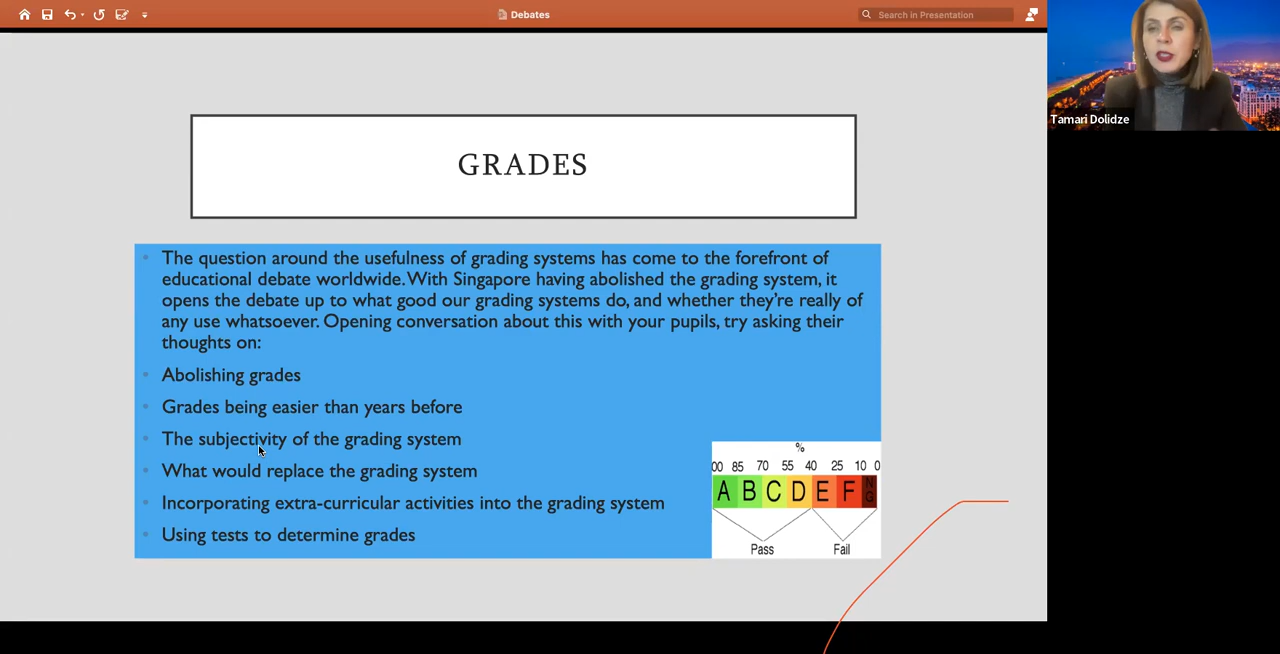 Debates
Search in Presentation
Tamari Dolidze
GRADES
The question around the usefulness of grading systems has come to the forefront of
educational debate worldwide. With Singapore having abolished the grading system, it
opens the debate up to what good our grading systems do, and whether they're really of
any use whatsoever. Opening conversation about this with your pupils, try asking their
thoughts on:
Abolishing grades
Grades being easier than years before
The subjectivity of the grading system
What would replace the grading system
Incorporating extra-curricular activities into the grading system
Using tests to determine grades
%
00 85 70 55 40 25 10 0
A B C D E F NG
Pass Fail